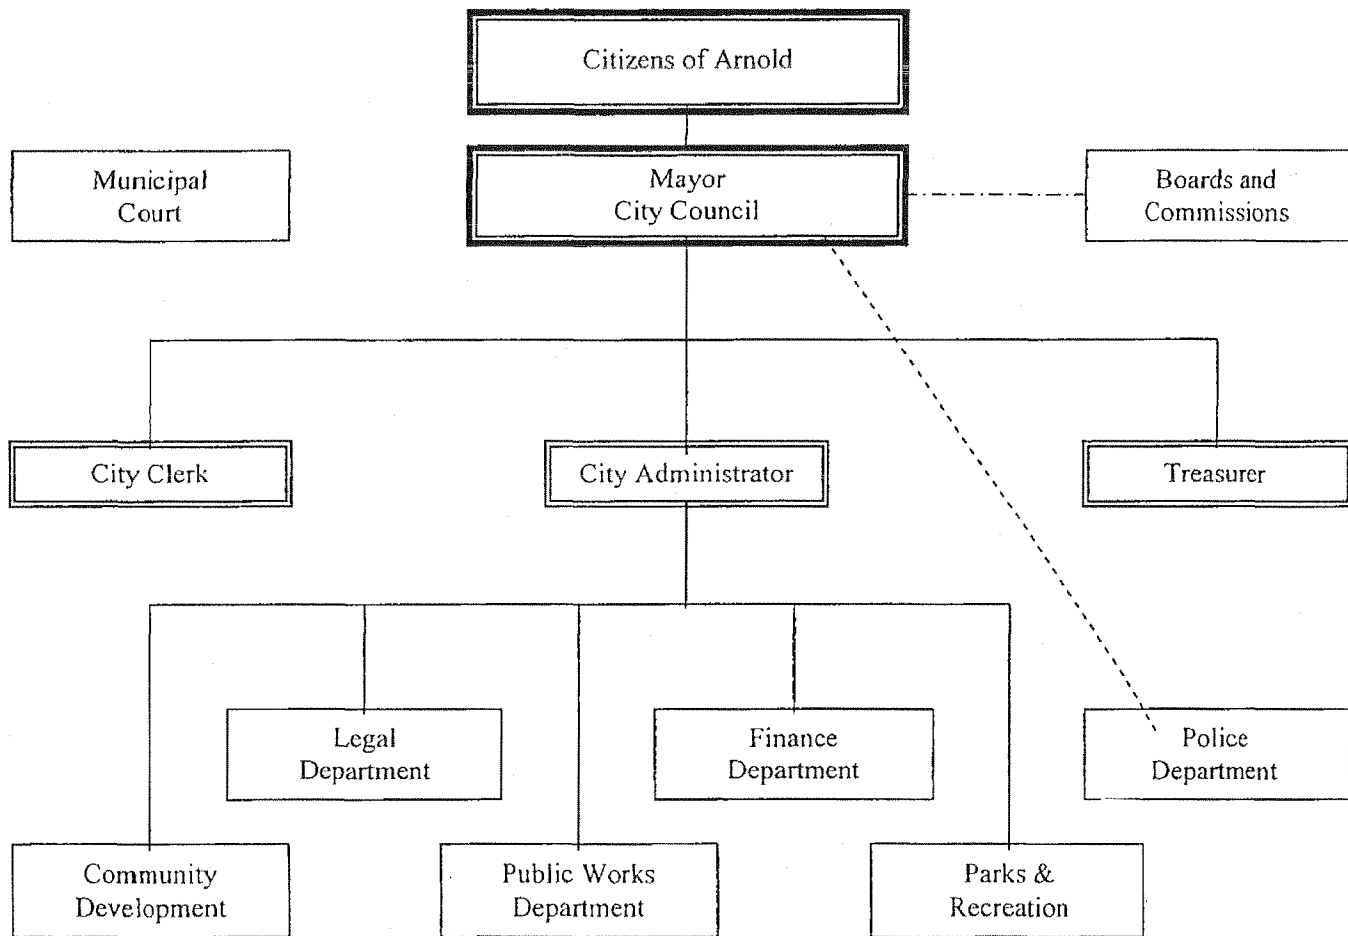 Citizens of Arnold
Municipal
Court
Mayor
City Council
Boards and
Commissions
City Clerk
City Administrator
Treasurer
Legal
Department
Finance
Department
Police
Department
Community
Development
Public Works
Department
Parks &
Recreation